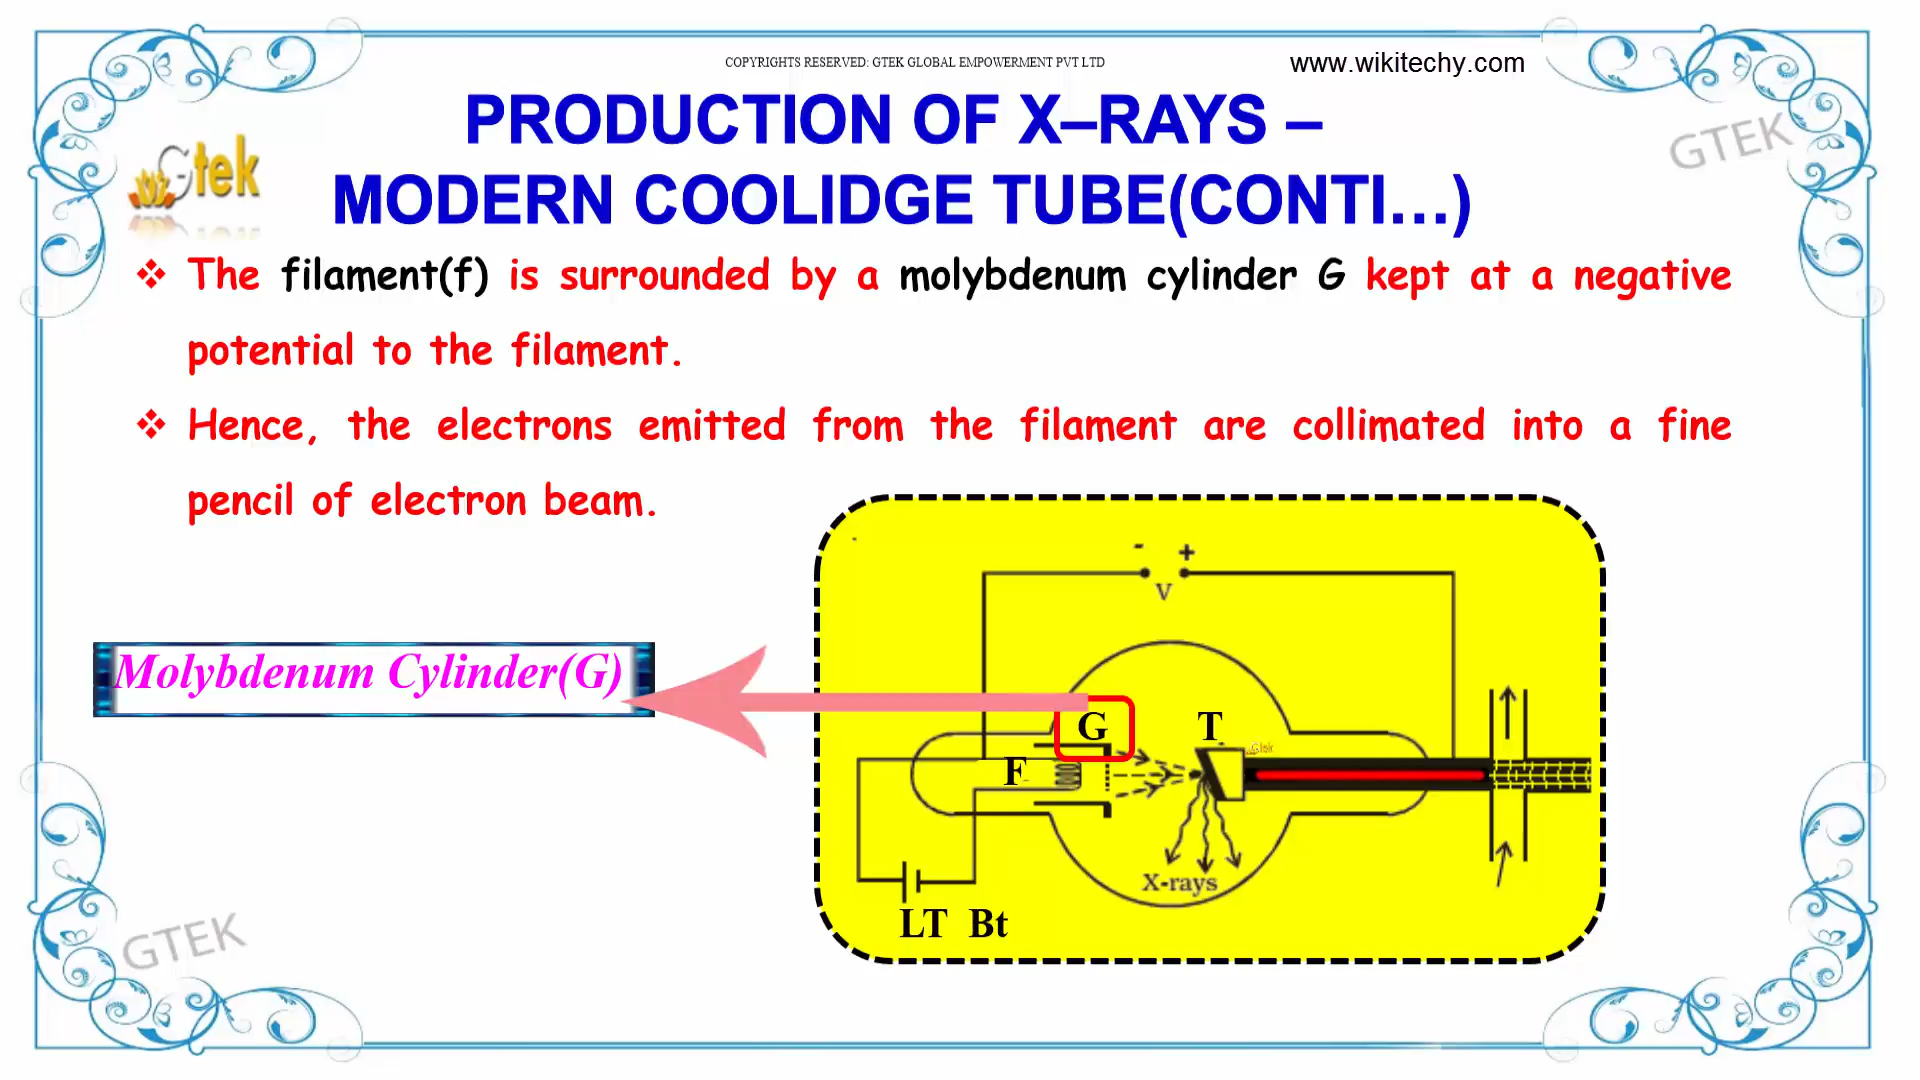 COPYRIGHTS RESERVED: GTEK GLOBAL EMPOWERMENT PVT LTD
www.wikitechy.com
PRODUCTION OF X–RAYS –
MODERN COOLIDGE TUBE(CONTI…)
Gtek
GTEK
❖ The filament(f) is surrounded by a molybdenum cylinder G kept at a negative
potential to the filament.
❖ Hence, the electrons emitted from the filament are collimated into a fine
pencil of electron beam.
- +
V
Molybdenum Cylinder(G)
G T
Gtek
F
X-rays
LT Bt
GTEK